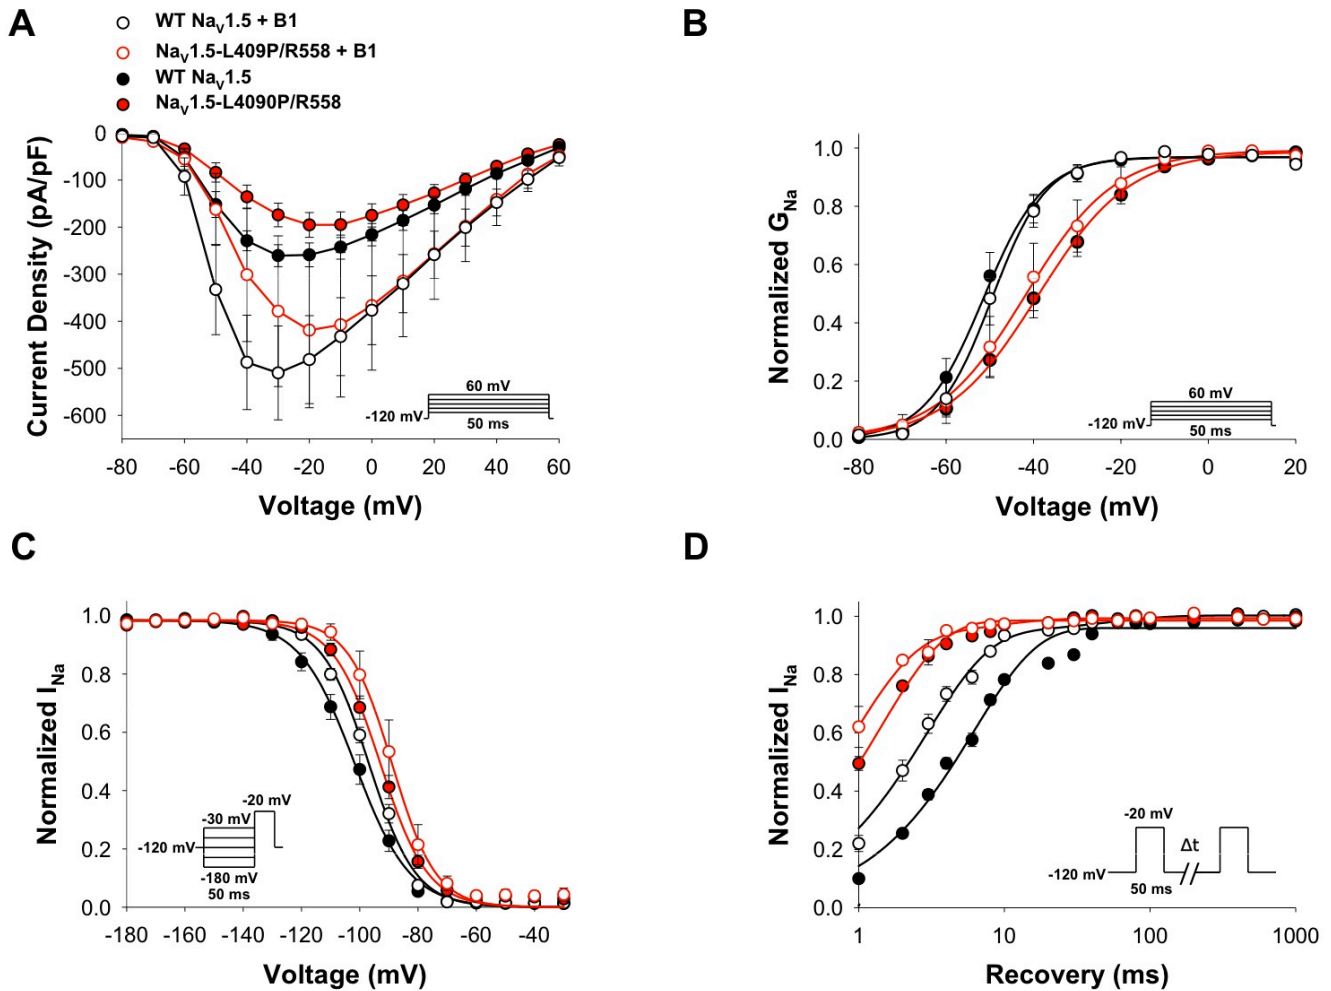 A
WT Nav1.5 + B1
Nav1.5-L409P/R558 + B1
WT Nav1.5
Nav1.5-L4090P/R558
0
-100
-200
-300
-400
-500
-600
Current Density (pA/pF)
60 mV
-120 mV
50 ms
-80 -60 -40 -20 0 20 40 60
Voltage (mV)
B
1.0
0.8
0.6
0.4
0.2
0.0
Normalized GNa
60 mV
-120 mV
50 ms
-80 -60 -40 -20 0 20
Voltage (mV)
C
1.0
0.8
0.6
0.4
0.2
0.0
Normalized INa
-20 mV
-30 mV
-120 mV
-180 mV
50 ms
-180 -160 -140 -120 -100 -80 -60 -40
Voltage (mV)
D
1.0
0.8
0.6
0.4
0.2
0.0
Normalized INa
-20 mV
Δt
-120 mV
50 ms
1 10 100 1000
Recovery (ms)